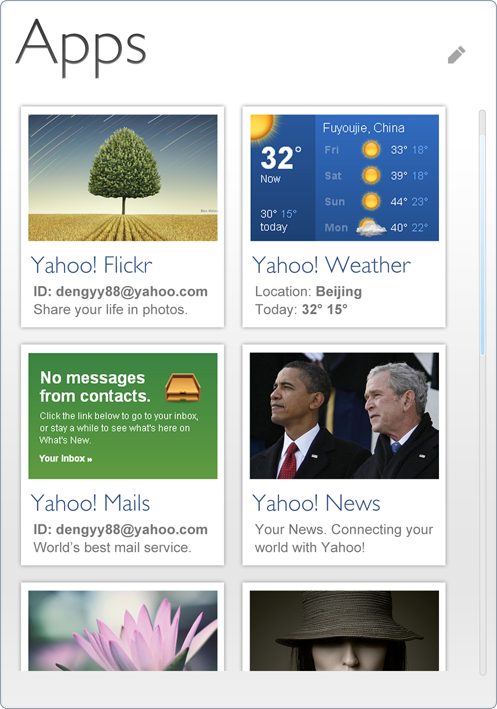 Apps
Fuyoujie, China
32°
Now
30° 15°
today
Fri 33° 18°
Sat 39° 18°
Sun 44° 23°
Mon 40° 22°
Yahoo! Flickr
ID: dengyy88@yahoo.com
Share your life in photos.
Yahoo! Weather
Location: Beijing
Today: 32° 15°
No messages
from contacts.
Click the link below to go to your inbox,
or stay a while to see what's here on
What's New.
Your Inbox »
Yahoo! Mails
ID: dengyy88@yahoo.com
World's best mail service.
Yahoo! News
Your News. Connecting your
world with Yahoo!